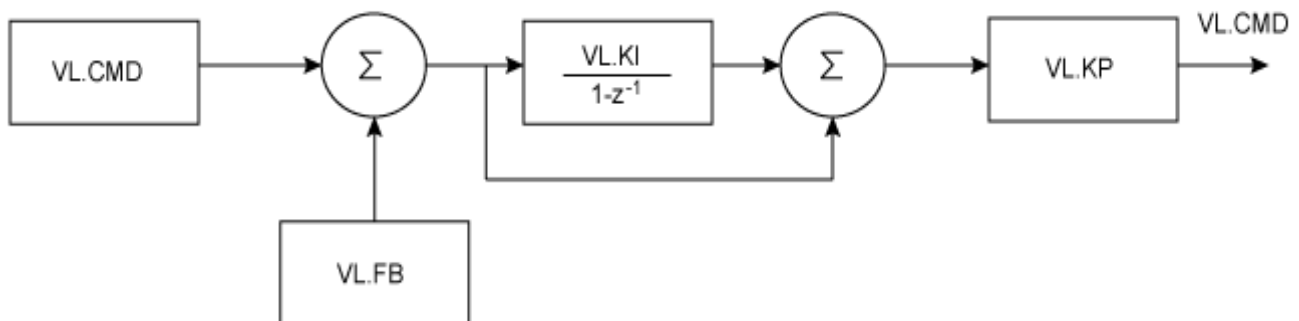 VL.CMD
Σ
VL.KI
1-z⁻¹
Σ
VL.KP
VL.CMD
VL.FB